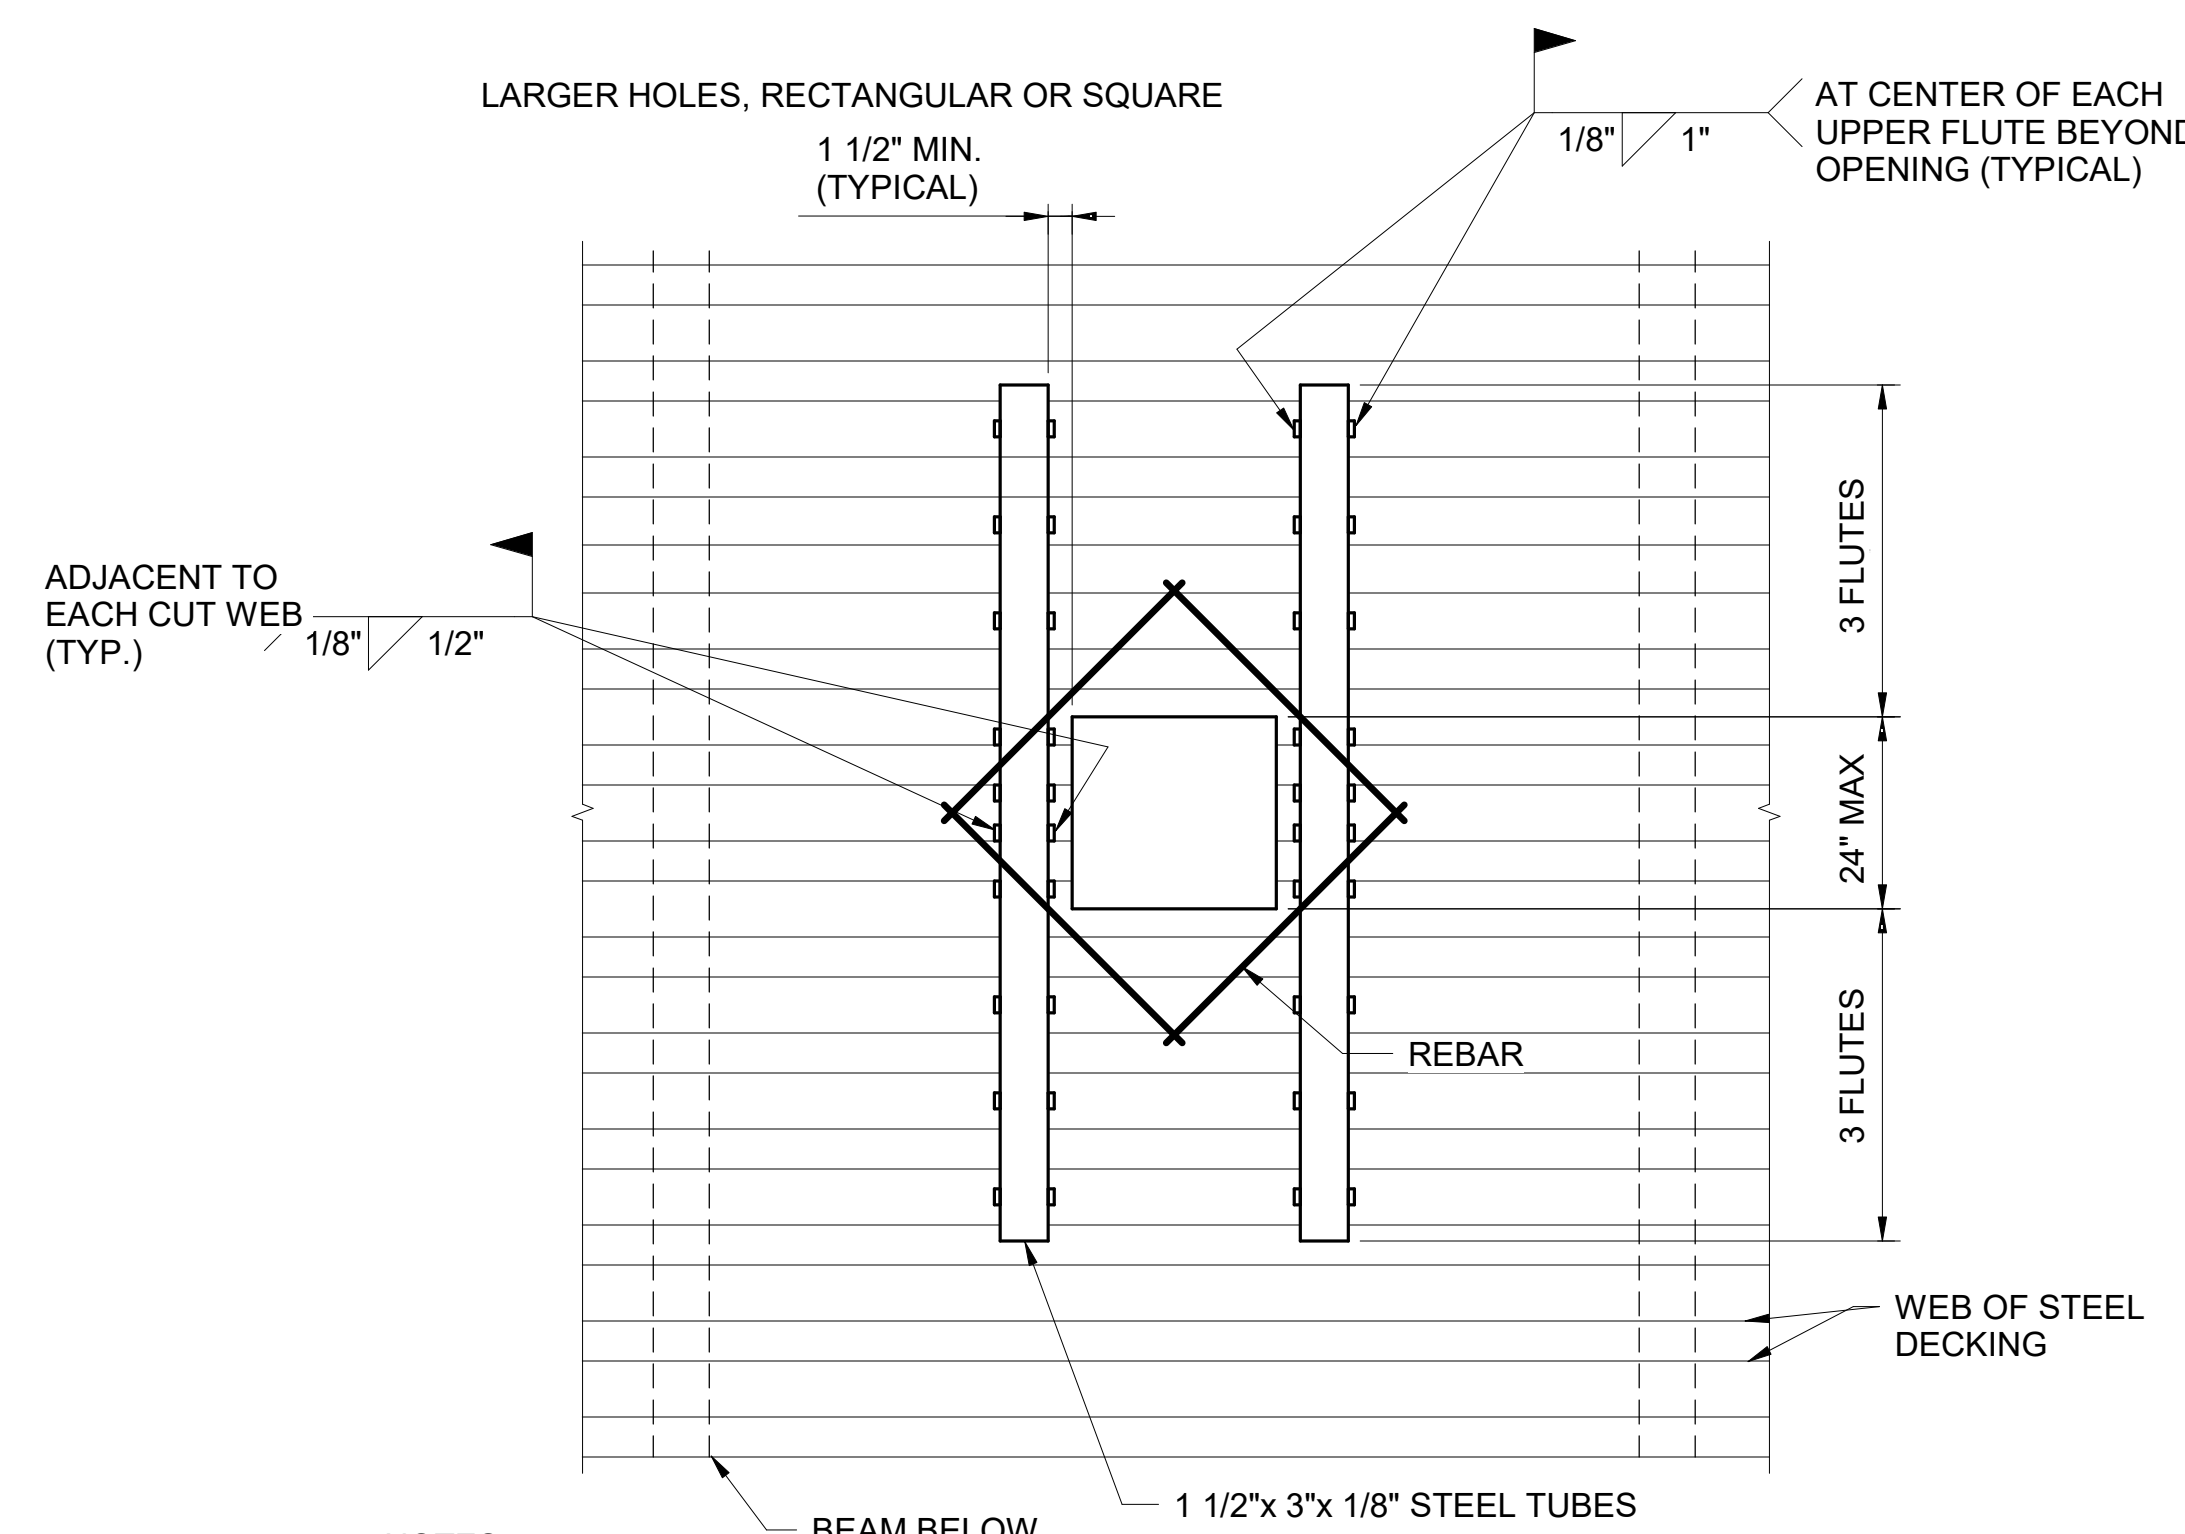 LARGER HOLES, RECTANGULAR OR SQUARE
1 1/2" MIN.
(TYPICAL)
AT CENTER OF EACH
UPPER FLUTE BEYOND
OPENING (TYPICAL)
1/8" 1"
3 FLUTES
ADJACENT TO
EACH CUT WEB
(TYP.)
1/8" 1/2"
24" MAX
3 FLUTES
REBAR
WEB OF STEEL
DECKING
1 1/2"x 3"x 1/8" STEEL TUBES
BEAM BELOW
NOTES